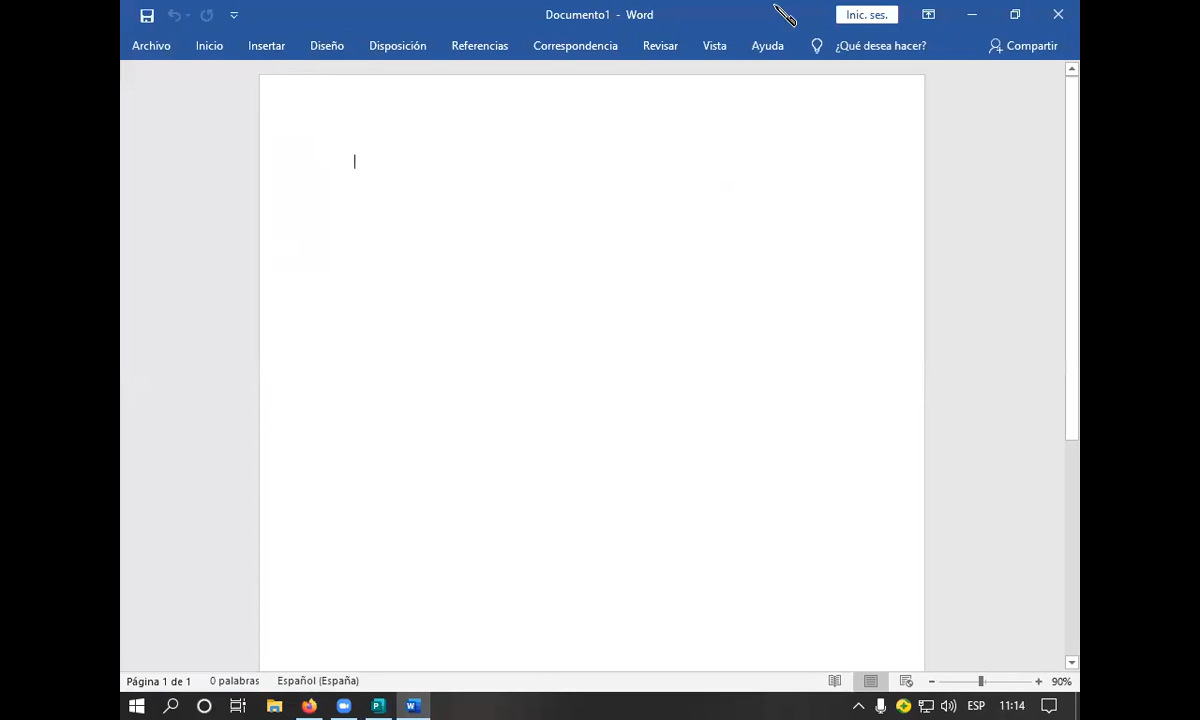 Documento1 - Word
Inic. ses.
Archivo Inicio Insertar Diseño Disposición Referencias Correspondencia Revisar Vista Ayuda ¿Qué desea hacer? Compartir
Página 1 de 1 0 palabras Español (España) 90%
ESP 11:14